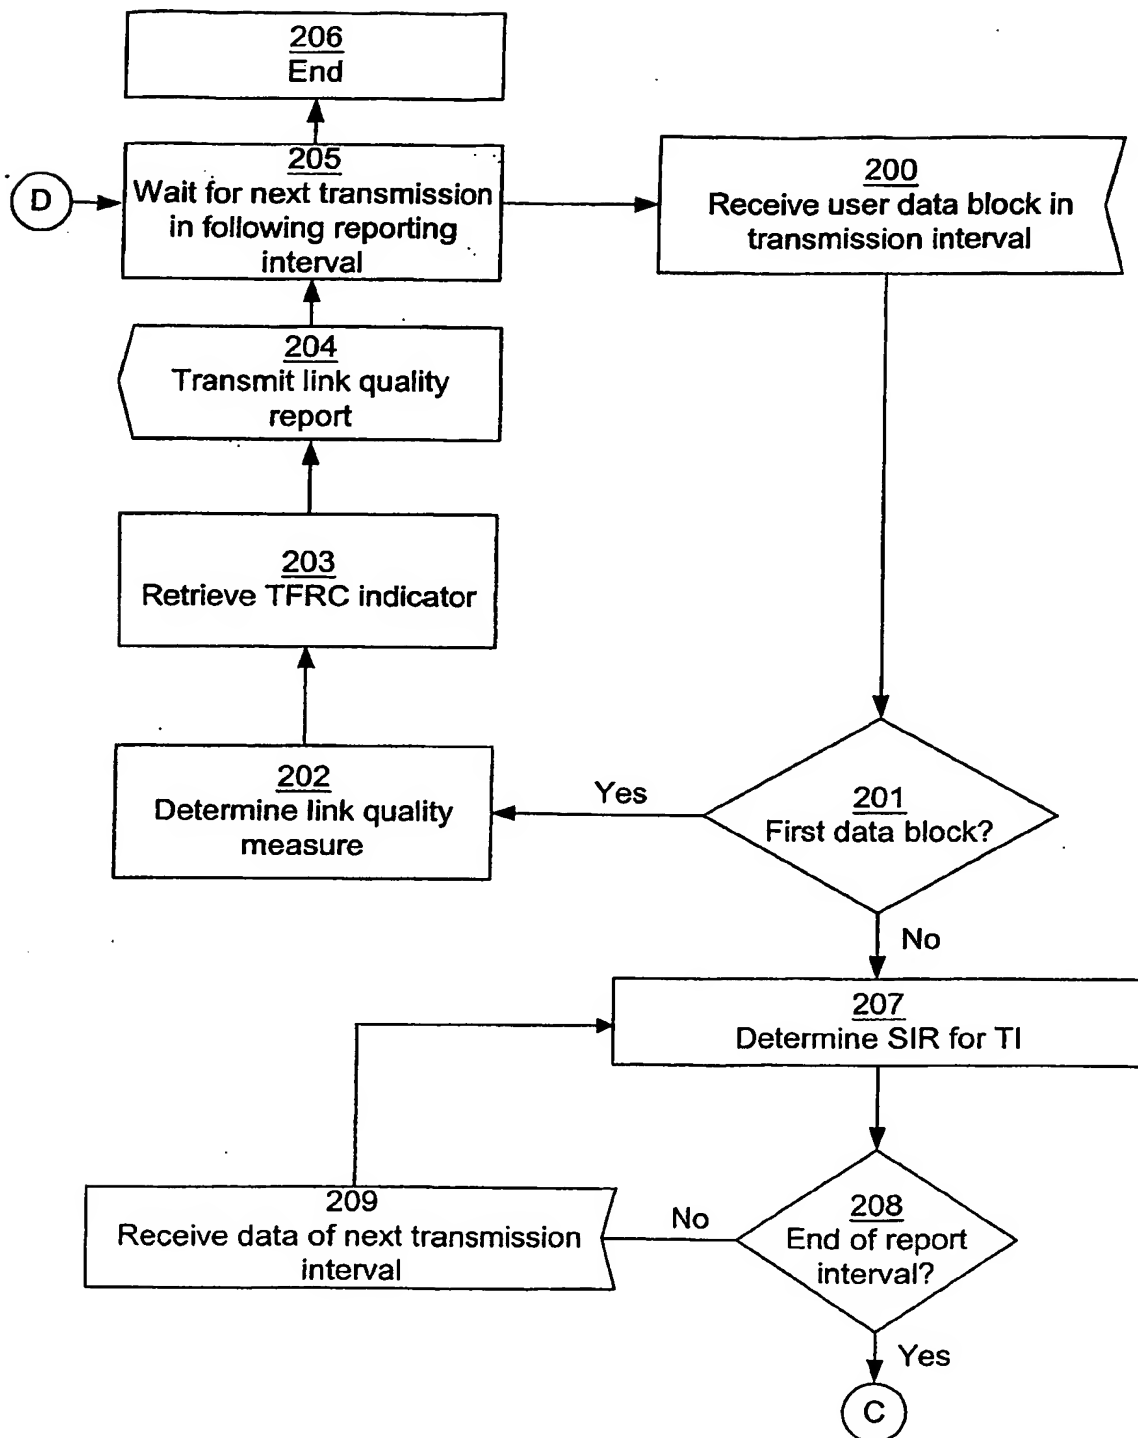 206
End
205
Wait for next transmission
in following reporting
interval
D
200
Receive user data block in
transmission interval
204
Transmit link quality
report
203
Retrieve TFRC indicator
202
Determine link quality
measure
Yes
201
First data block?
No
207
Determine SIR for TI
209
Receive data of next transmission
interval
No
208
End of report
interval?
Yes
C